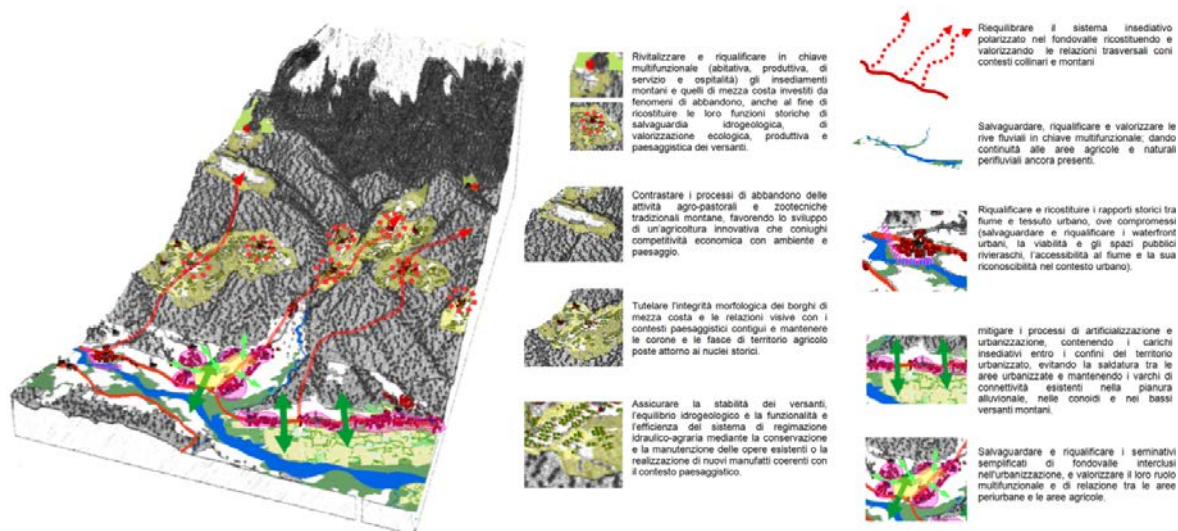 Rivitalizzare e riqualificare in chiave
multifunzionale (abitativa, produttiva, di
servizio e ospitalità) gli insediamenti
montani e quelli di mezza costa investiti da
fenomeni di abbandono, anche al fine di
ricostituire le loro funzioni storiche di
salvaguardia idrogeologica, di
valorizzazione ecologica, produttiva e
paesaggistica dei versanti.
Contrastare i processi di abbandono delle
attività agro-pastorali e zootecniche
tradizionali montane, favorendo lo sviluppo
di un'agricoltura innovativa che coniughi
competitività economica con ambiente e
paesaggio.
Tutelare l'integrità morfologica dei borghi di
mezza costa e le relazioni visive con i
contesti paesaggistici contigui e mantenere
le corone e le fasce di territorio agricolo
poste attorno ai nuclei storici.
Assicurare la stabilità dei versanti,
l'equilibrio idrogeologico e la funzionalità e
l'efficienza del sistema di regimazione
idraulico-agraria mediante la conservazione
e la manutenzione delle opere esistenti o la
realizzazione di nuovi manufatti coerenti con
il contesto paesaggistico.
Riequilibrare il sistema insediativo
polarizzato nel fondovalle ricostituendo e
valorizzando le relazioni trasversali coni
contesti collinari e montani
Salvaguardare, riqualificare e valorizzare le
rive fluviali in chiave multifunzionale; dando
continuità alle aree agricole e naturali
perifluviali ancora presenti.
Riqualificare e ricostituire i rapporti storici tra
fiume e tessuto urbano, ove compromessi
(salvaguardare e riqualificare i waterfront
urbani, la viabilità e gli spazi pubblici
rivieraschi, l'accessibilità al fiume e la sua
riconoscibilità nel contesto urbano).
mitigare i processi di artificializzazione e
urbanizzazione, contenendo i carichi
insediativi entro i confini del territorio
urbanizzato, evitando la saldatura tra le
aree urbanizzate e mantenendo i varchi di
connettività esistenti nella pianura
alluvionale, nelle conoidi e nei bassi
versanti montani.
Salvaguardare e riqualificare i seminativi
semplificati di fondovalle interclusi
nell'urbanizzazione, e valorizzare il loro ruolo
multifunzionale e di relazione tra le aree
periurbane e le aree agricole.